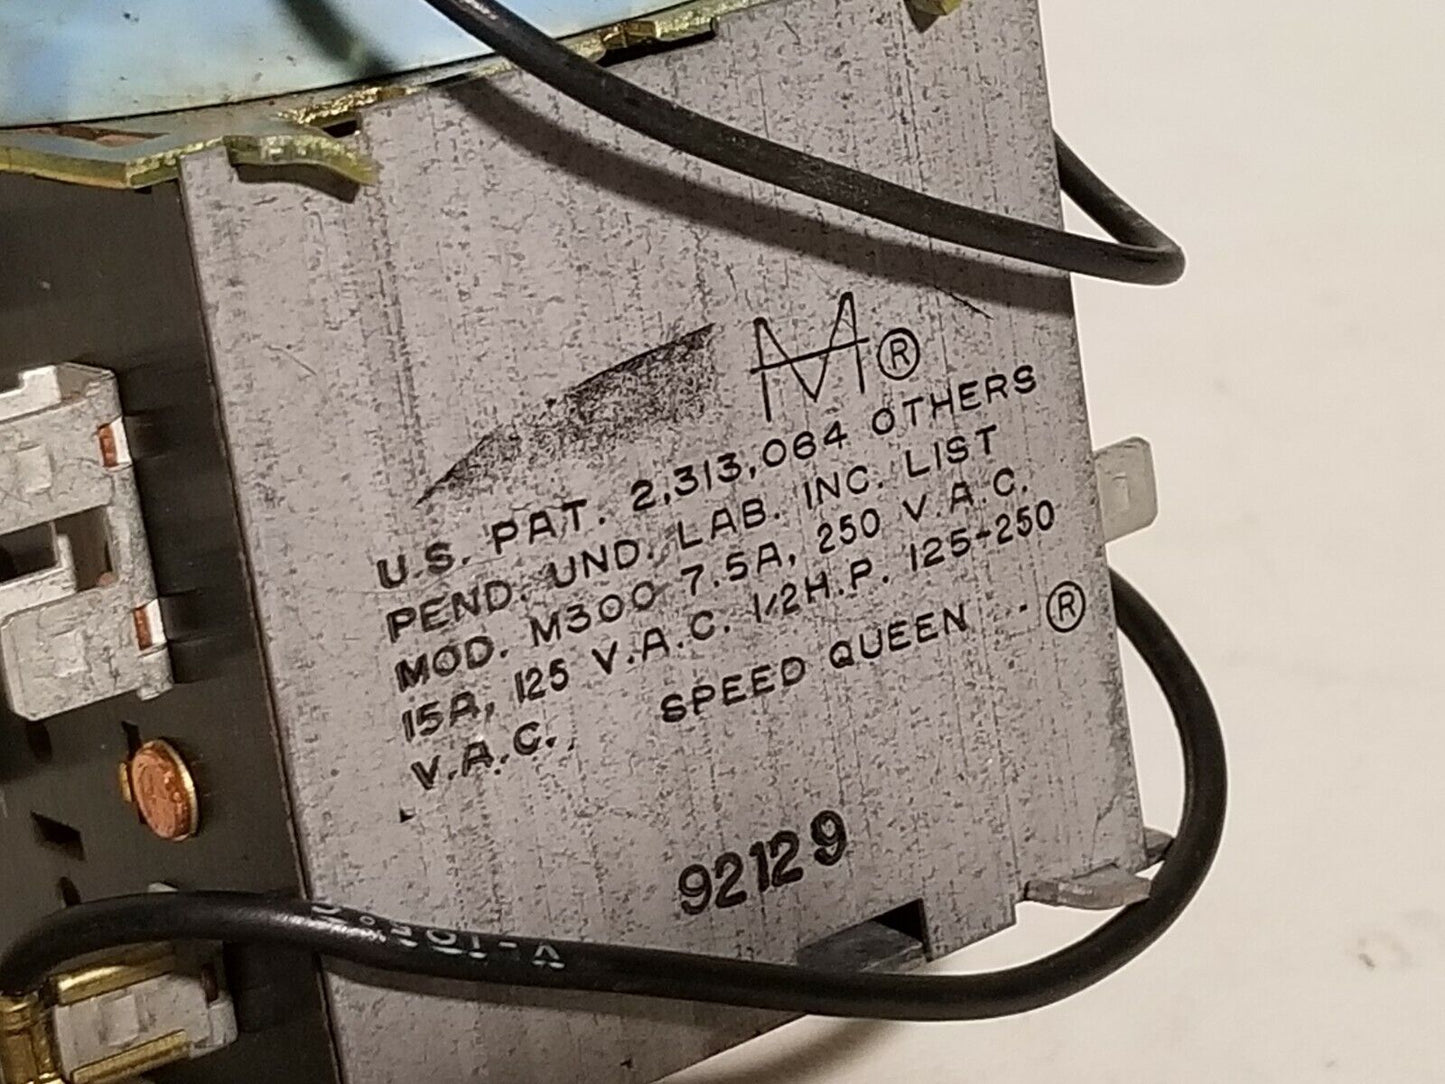 M®
U.S. PAT. 2,313,064 OTHERS
PEND. UND. LAB. INC. LIST
MOD. M300 7.5A, 250 V.A.C.
15A, 125 V.A.C. 1/2H.P. 125-250
V.A.C. SPEED QUEEN ®
92129